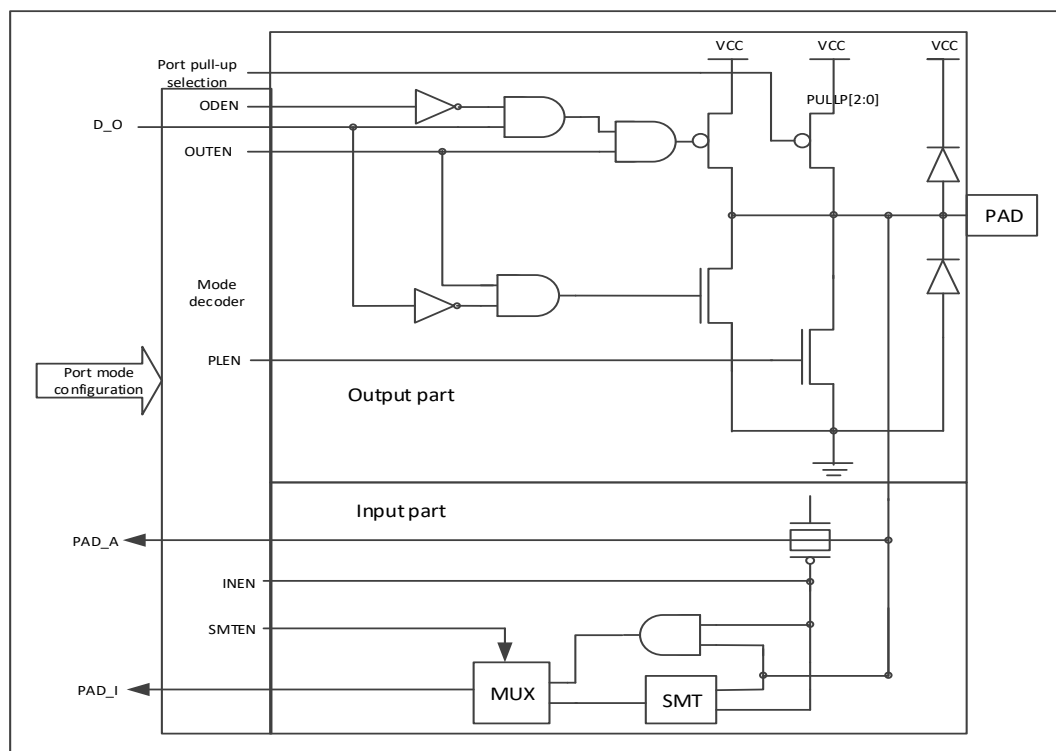 VCC
VCC
VCC
Port pull-up
selection
PULLP[2:0]
ODEN
D_O
OUTEN
PAD
Mode
decoder
PLEN
Port mode
configuration
Output part
Input part
PAD_A
INEN
SMTEN
PAD_I
MUX
SMT